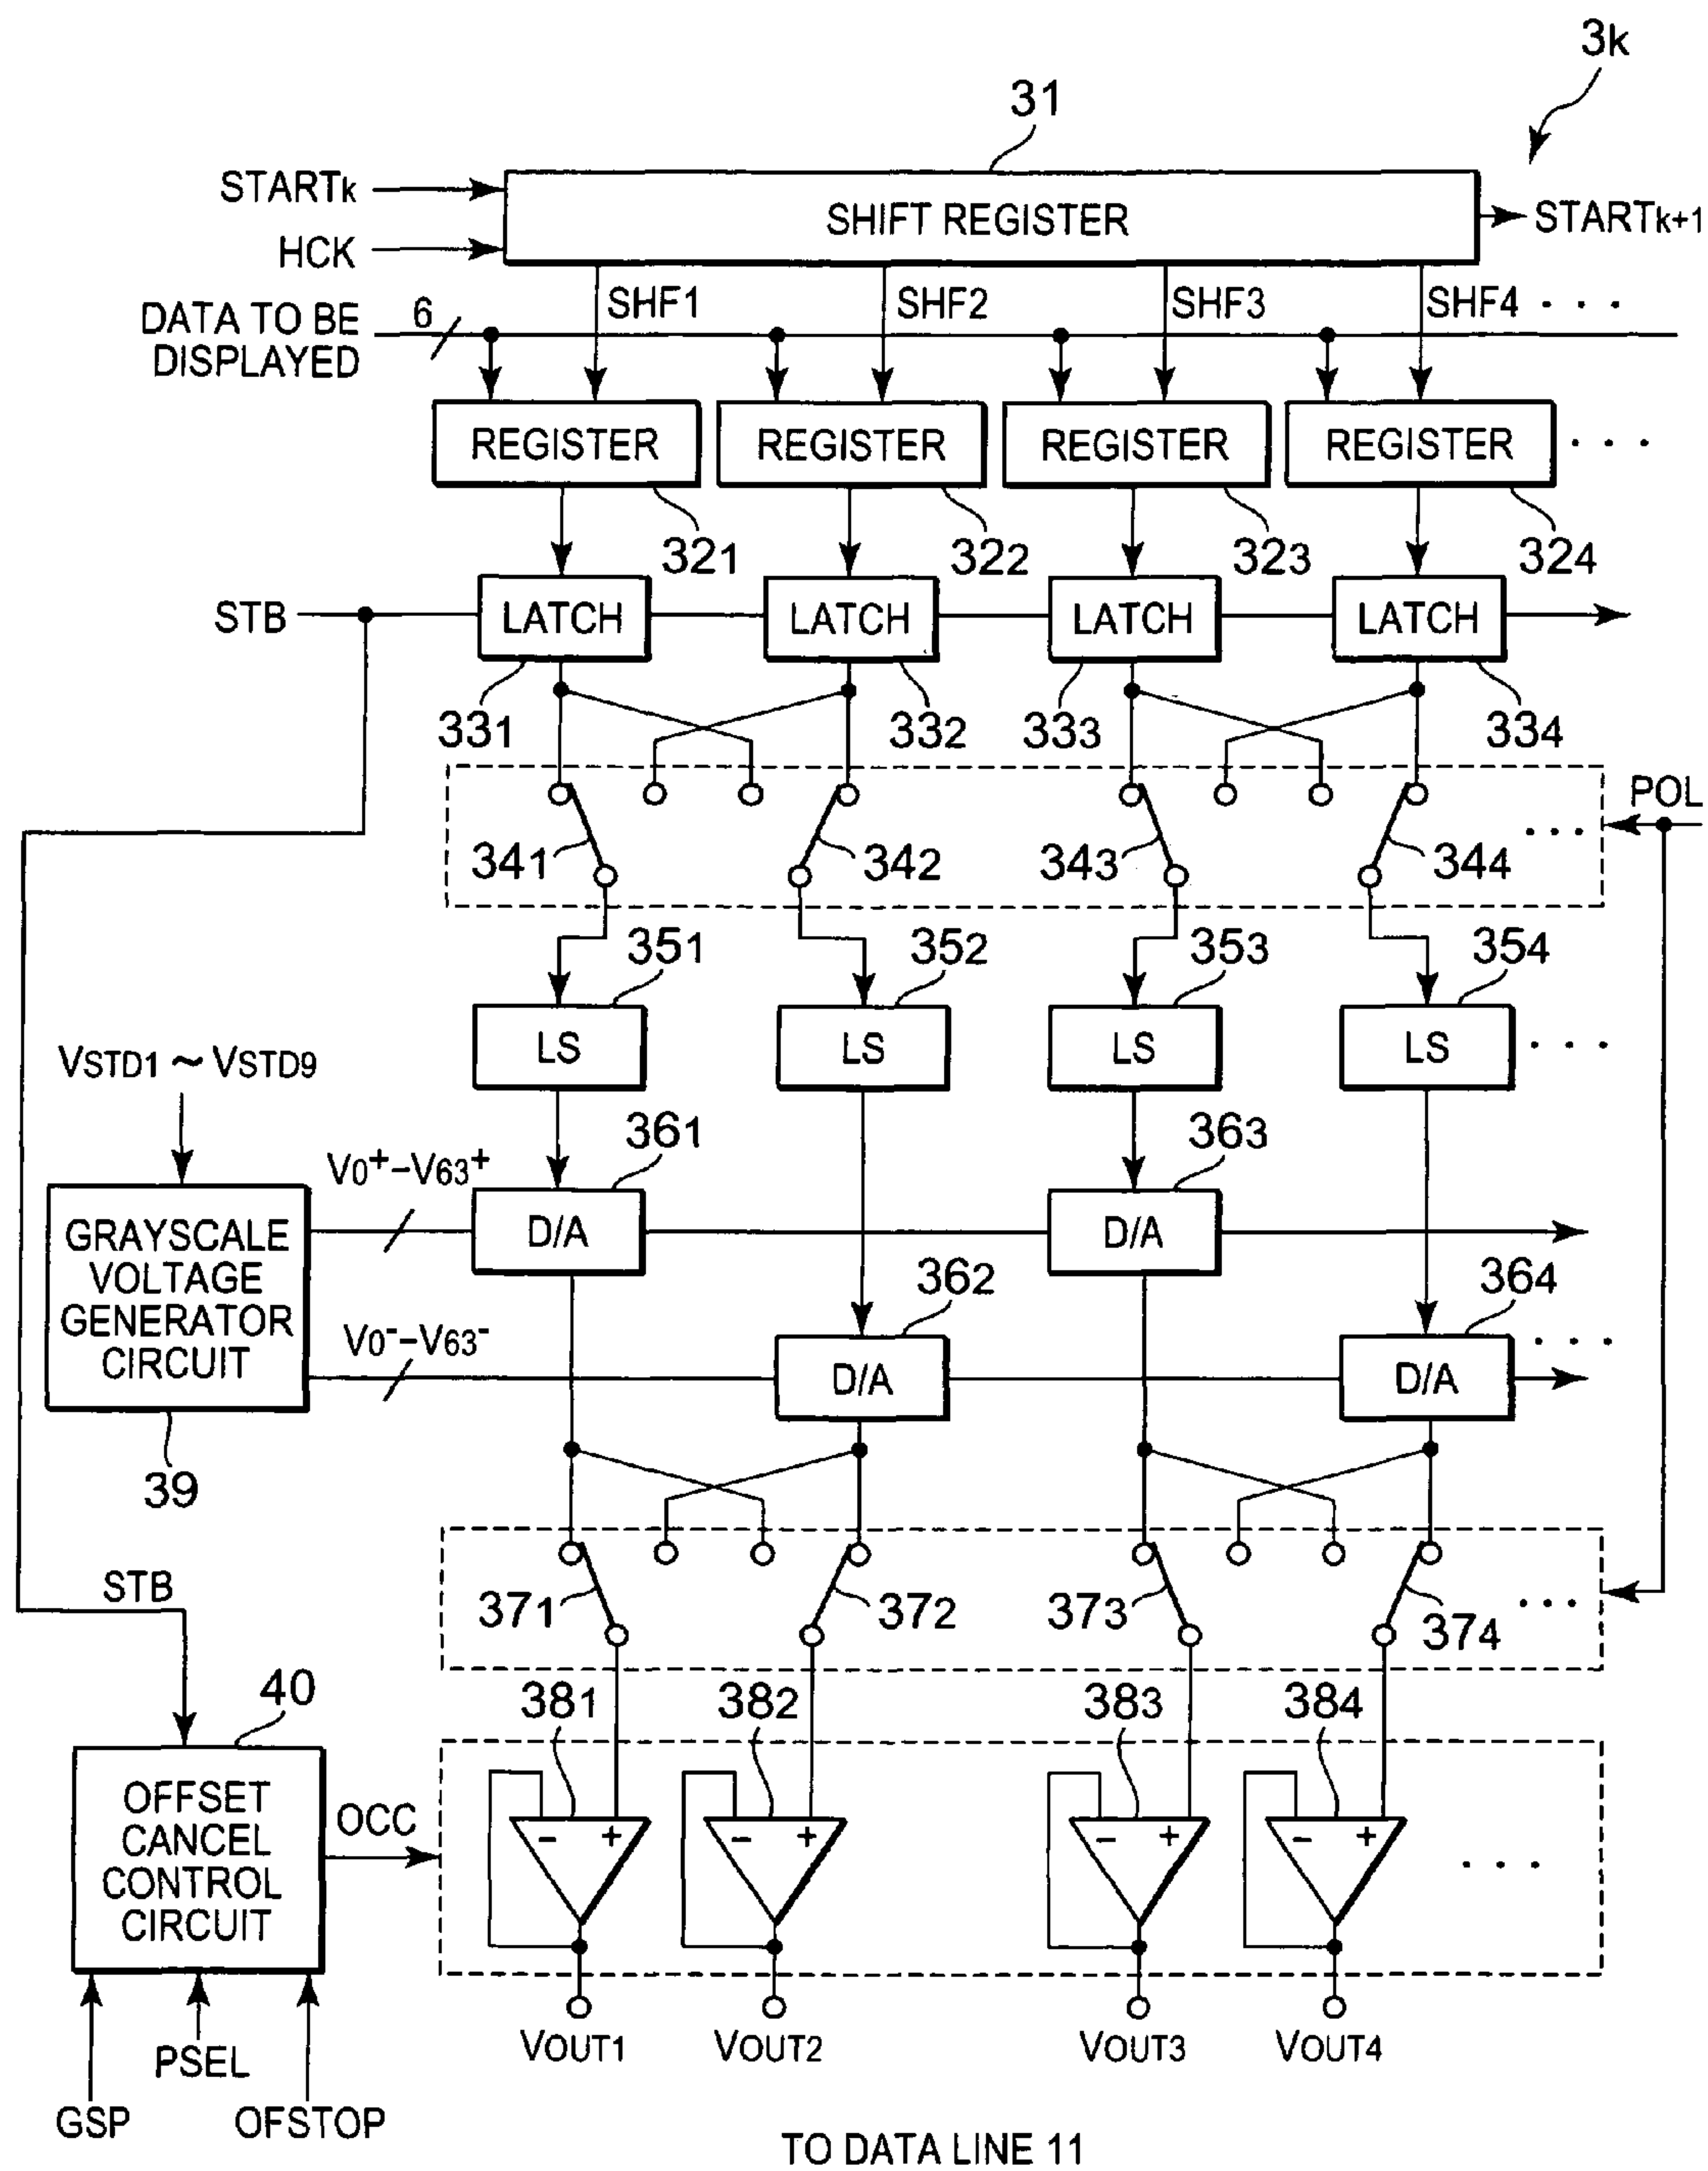 3k
31
STARTk
SHIFT REGISTER
STARTk+1
HCK
DATA TO BE
DISPLAYED
6
SHF1
SHF2
SHF3
SHF4 . . .
REGISTER
REGISTER
REGISTER
REGISTER
. . .
321
322
323
324
STB
LATCH
LATCH
LATCH
LATCH
331
332
333
334
POL
341
342
343
344
. . .
351
352
353
354
LS
LS
LS
LS
. . .
VSTD1 ~ VSTD9
361
363
V0+–V63+
GRAYSCALE
VOLTAGE
GENERATOR
CIRCUIT
D/A
D/A
362
364
V0-–V63-
D/A
D/A
. . .
39
STB
371
372
373
374
. . .
40
381
382
383
384
OFFSET
CANCEL
CONTROL
CIRCUIT
OCC
– +
– +
– +
– +
. . .
VOUT1
VOUT2
VOUT3
VOUT4
PSEL
GSP
OFSTOP
TO DATA LINE 11